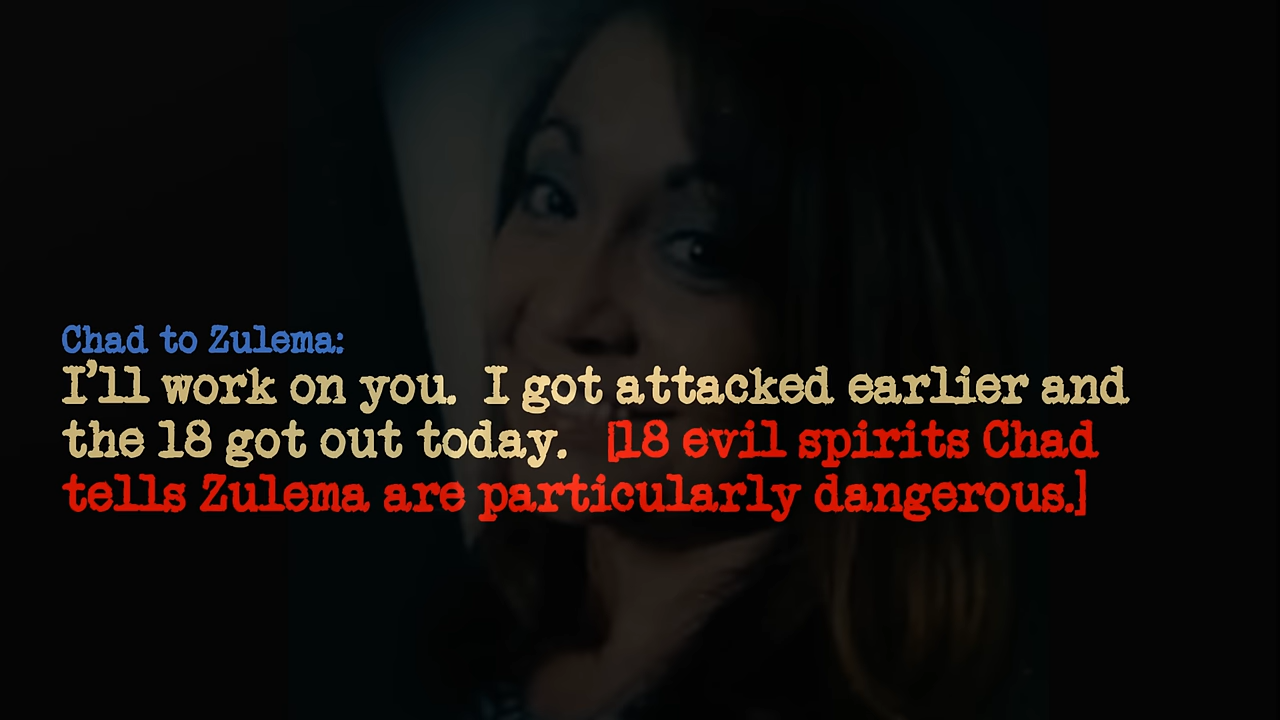 Chad to Zulema:
I'll work on you.  I got attacked earlier and
the 18 got out today.   [18 evil spirits Chad
tells Zulema are particularly dangerous.]